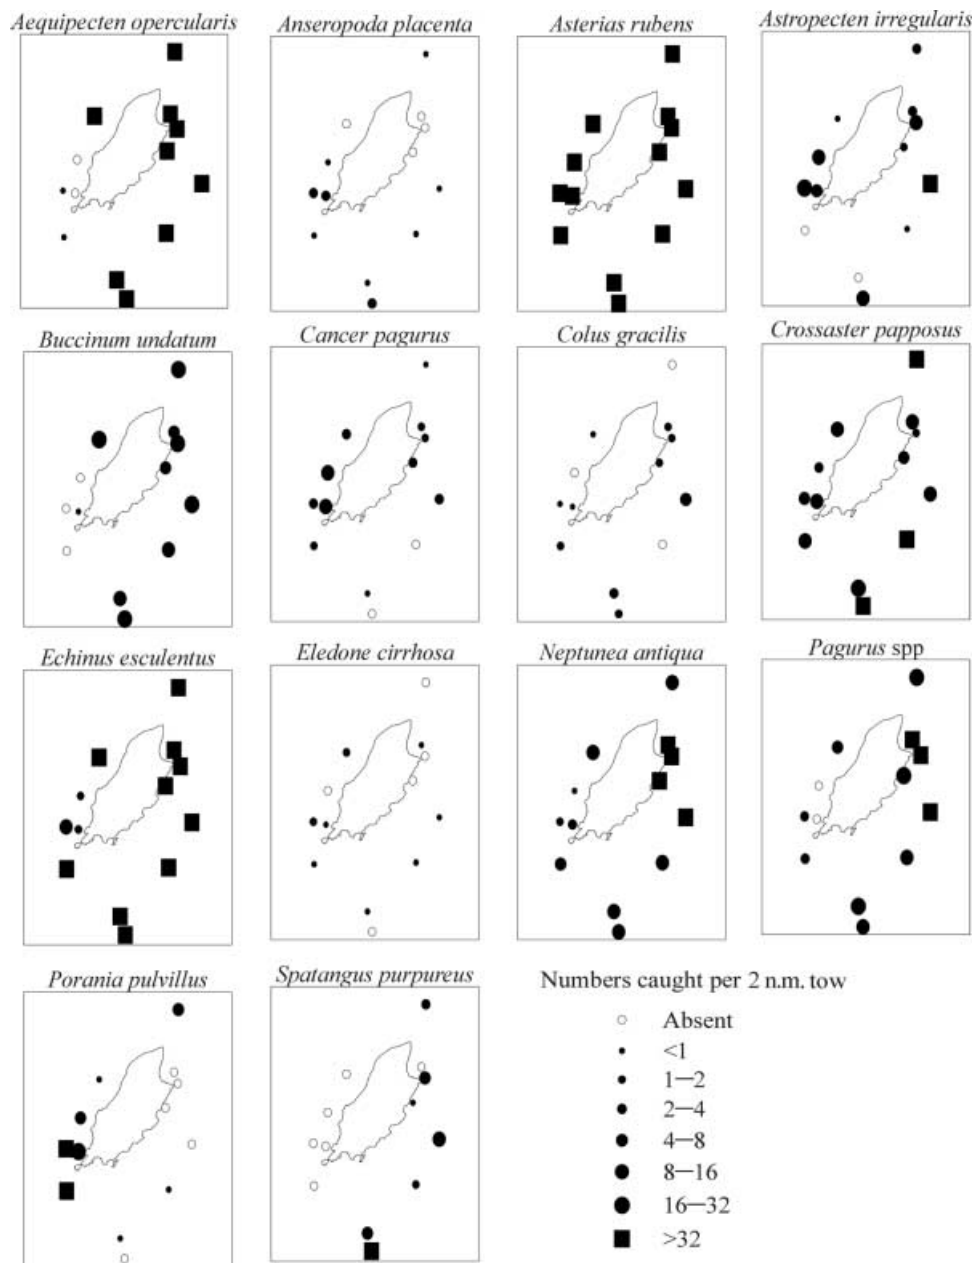 Aequipecten opercularis
Anseropoda placenta
Asterias rubens
Astropecten irregularis
Buccinum undatum
Cancer pagurus
Colus gracilis
Crossaster papposus
Echinus esculentus
Eledone cirrhosa
Neptunea antiqua
Pagurus spp
Porania pulvillus
Spatangus purpureus
Numbers caught per 2 n.m. tow
Absent
<1
1—2
2—4
4—8
8—16
16—32
>32